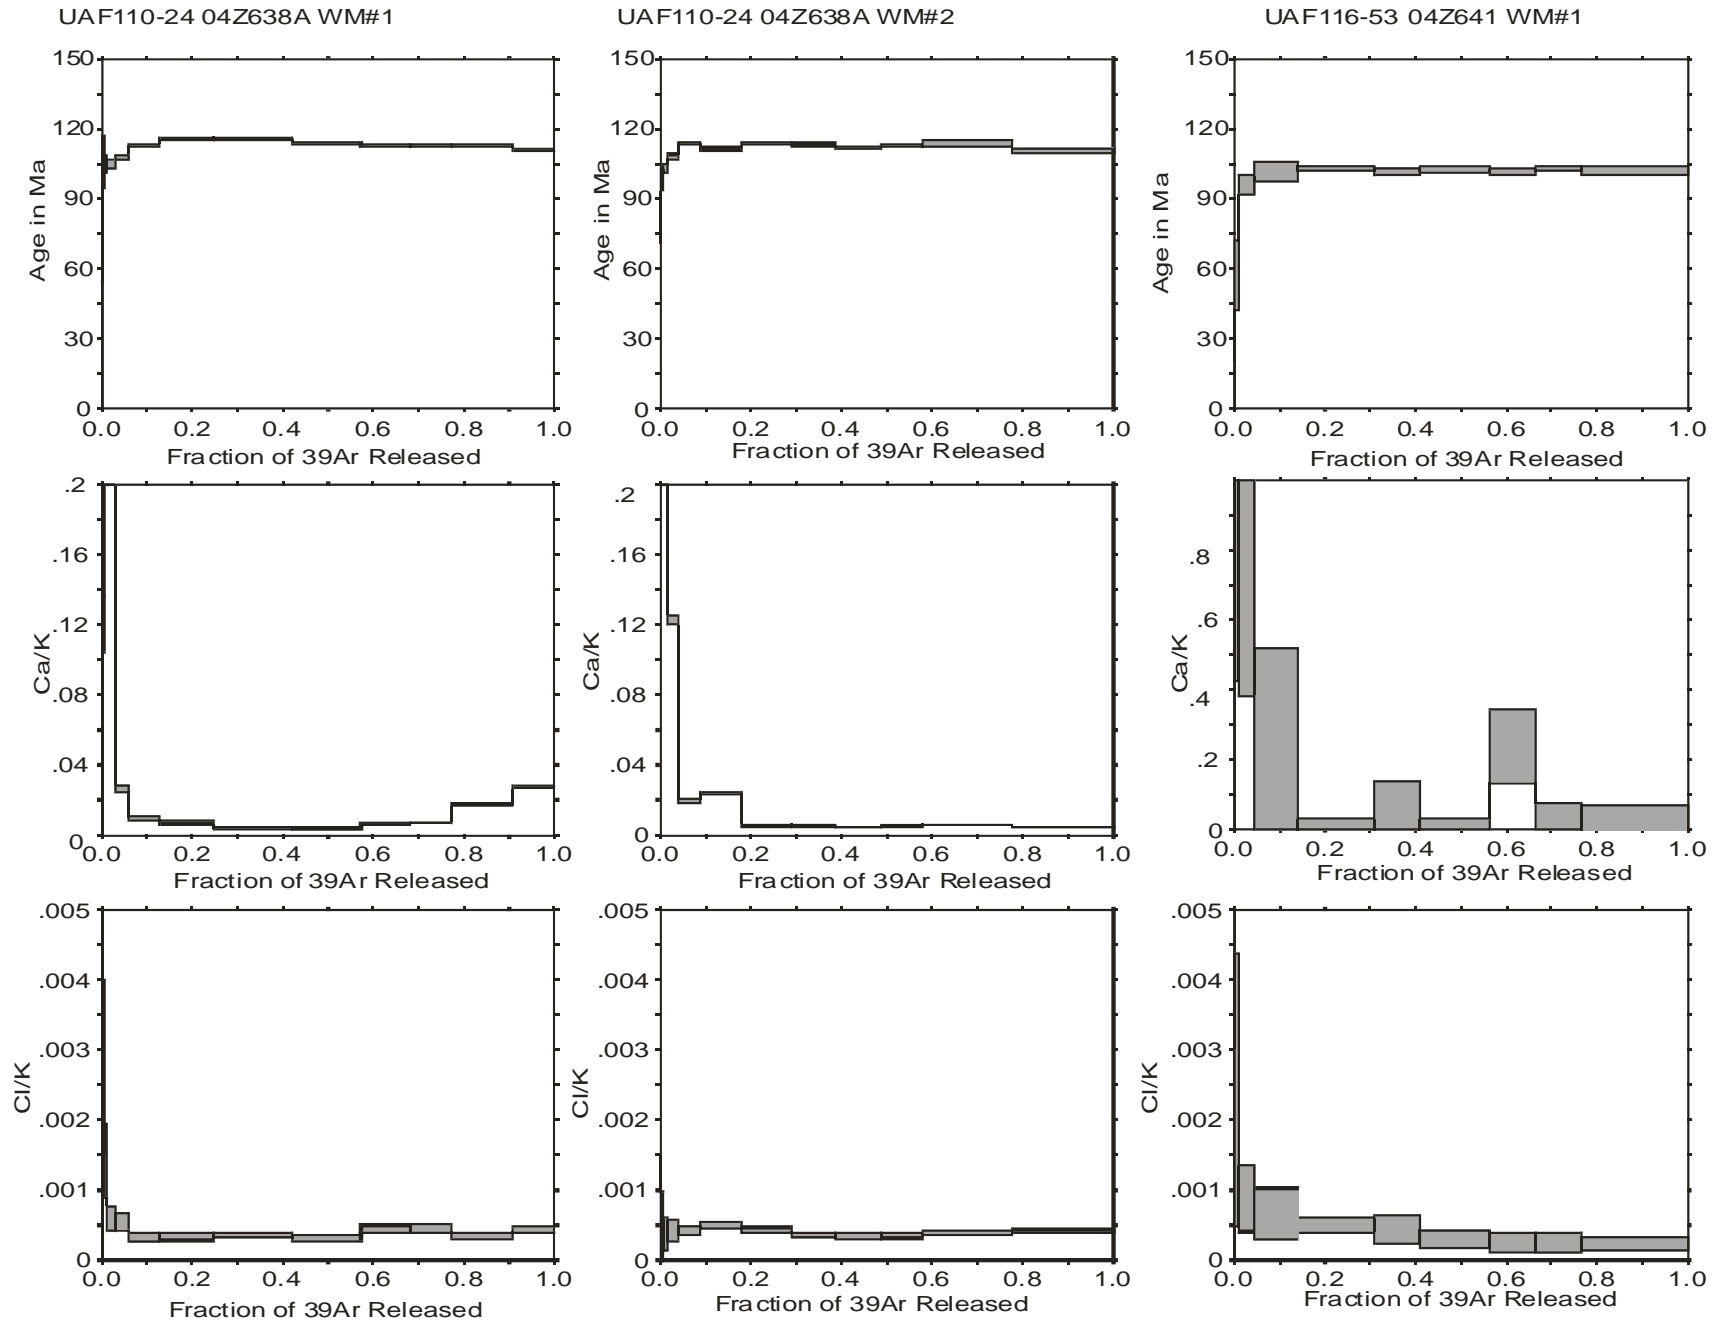 UAF110-24 04Z638A WM#1
150
120
90
60
30
0
Age in Ma
0.0 0.2 0.4 0.6 0.8 1.0
Fraction of 39Ar Released
UAF110-24 04Z638A WM#2
150
120
90
60
30
0
Age in Ma
0.0 0.2 0.4 0.6 0.8 1.0
Fraction of 39Ar Released
UAF116-53 04Z641 WM#1
150
120
90
60
30
0
Age in Ma
0.0 0.2 0.4 0.6 0.8 1.0
Fraction of 39Ar Released
.2
.16
.12
.08
.04
0
Ca/K
0.0 0.2 0.4 0.6 0.8 1.0
Fraction of 39Ar Released
.2
.16
.12
.08
.04
0
Ca/K
0.0 0.2 0.4 0.6 0.8 1.0
Fraction of 39Ar Released
.8
.6
.4
.2
0
Ca/K
0.0 0.2 0.4 0.6 0.8 1.0
Fraction of 39Ar Released
.005
.004
.003
.002
.001
0
Cl/K
0.0 0.2 0.4 0.6 0.8 1.0
Fraction of 39Ar Released
.005
.004
.003
.002
.001
0
Cl/K
0.0 0.2 0.4 0.6 0.8 1.0
Fraction of 39Ar Released
.005
.004
.003
.002
.001
0
Cl/K
0.0 0.2 0.4 0.6 0.8 1.0
Fraction of 39Ar Released